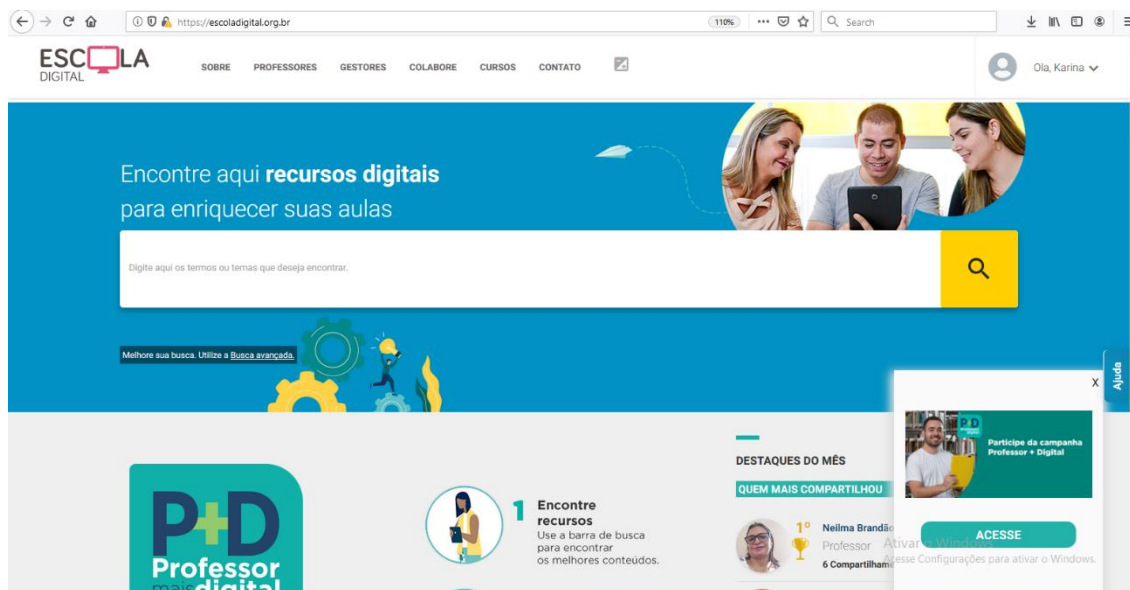 https://escoladigital.org.br
110%
Search
ESCOLA
DIGITAL
SOBRE PROFESSORES GESTORES COLABORE CURSOS CONTATO
Ola, Karina
Encontre aqui recursos digitais
para enriquecer suas aulas
Digite aqui os termos ou temas que deseja encontrar.
Melhore sua busca. Utilize a Busca avançada.
Ajuda
X
P+D
Participe da campanha
Professor + Digital
ACESSE
P+D
Professor
mais digital
1
Encontre
recursos
Use a barra de busca
para encontrar
os melhores conteúdos.
DESTAQUES DO MÊS
QUEM MAIS COMPARTILHOU
1º Neilma Brandão
Professor
6 Compartilham
Ativar o Windows
Acesse Configurações para ativar o Windows.